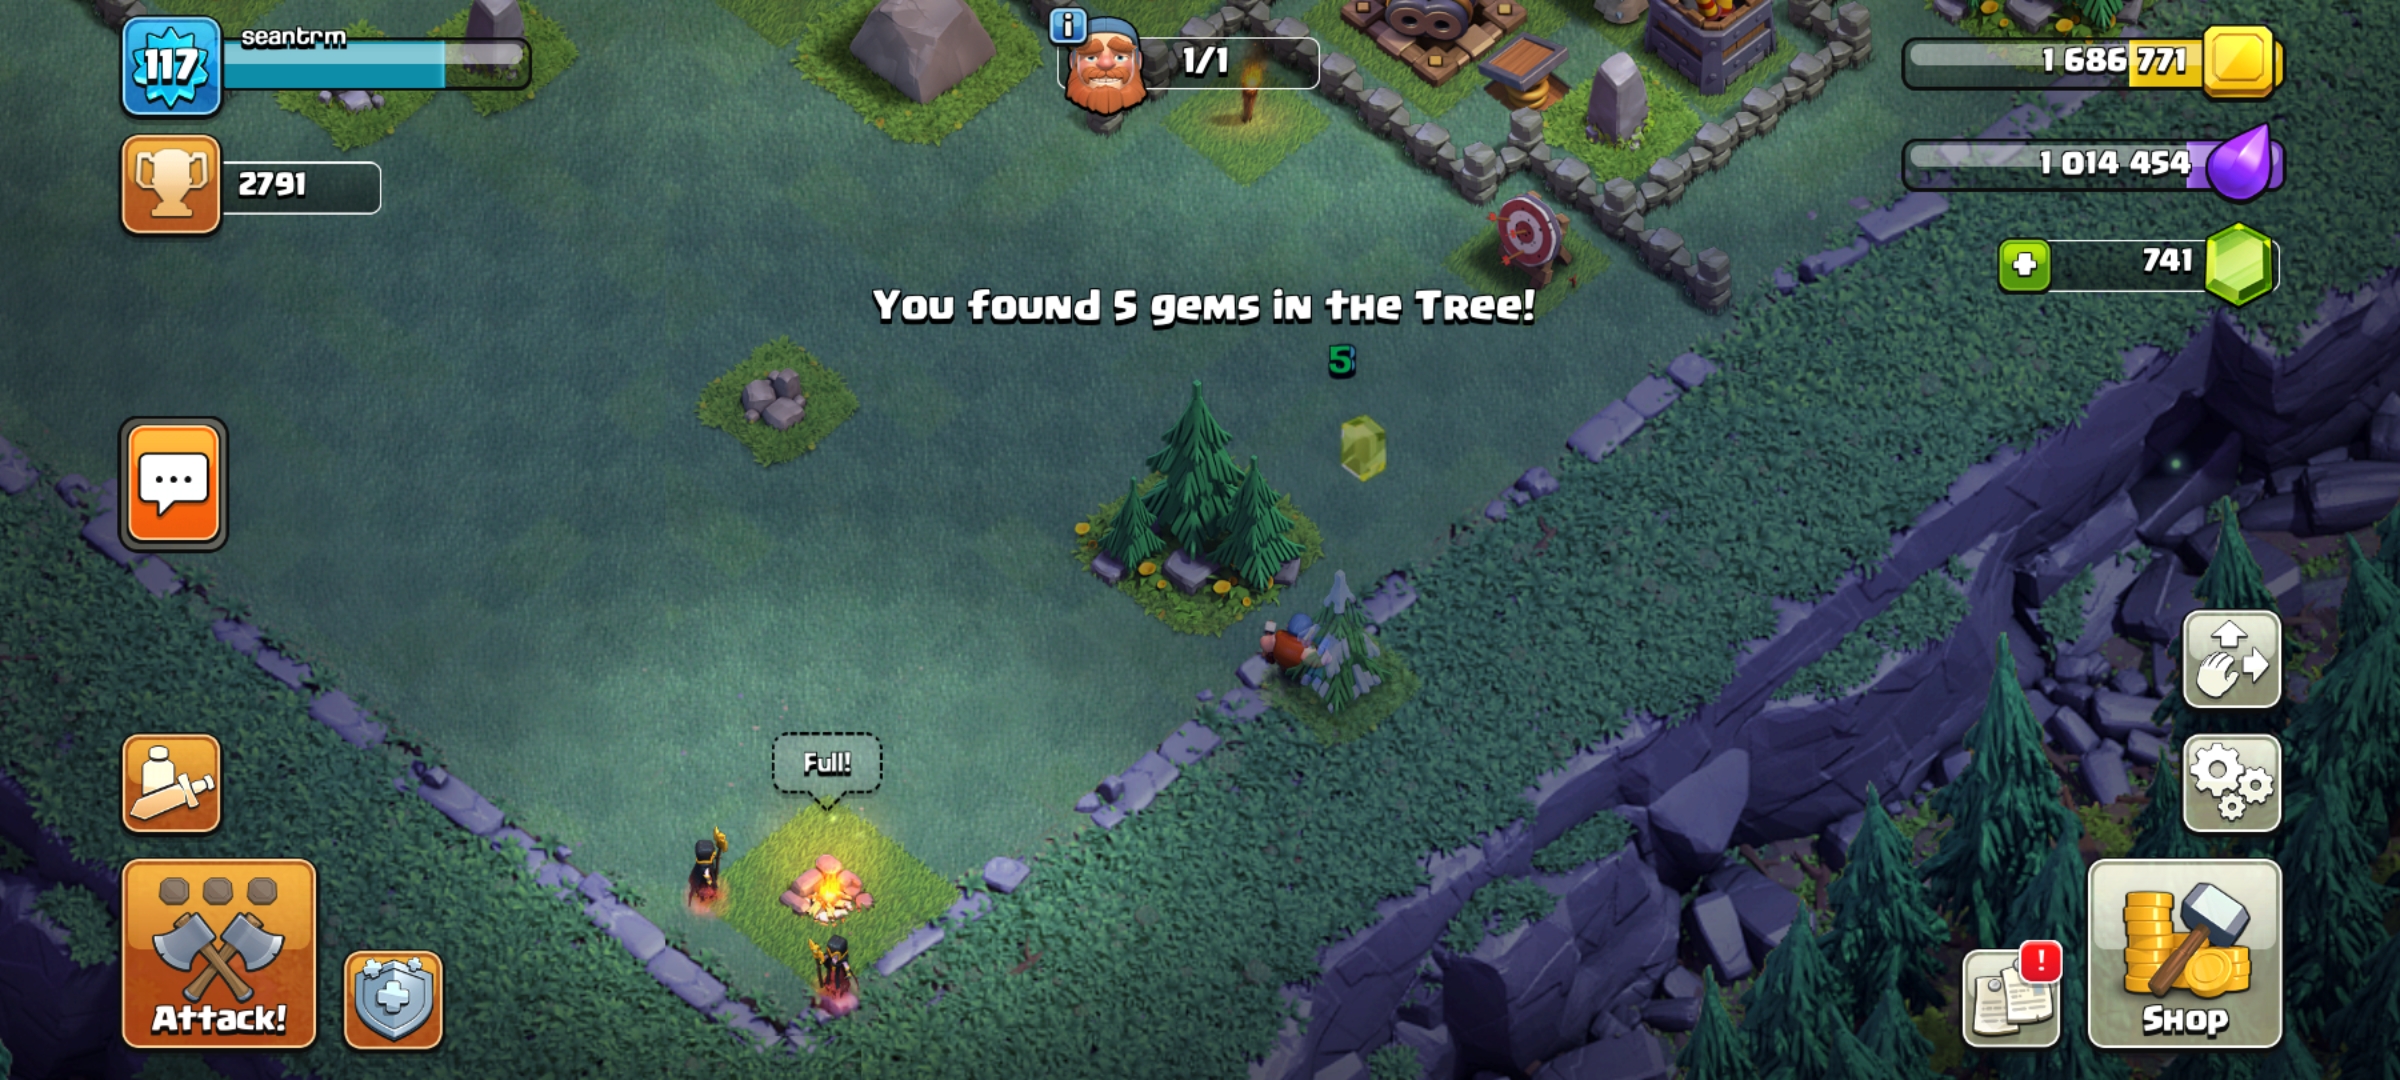 117
seantrm
1/1
1 686 771
2791
1 014 454
741
You found 5 gems in the Tree!
5
Full!
Attack!
Shop